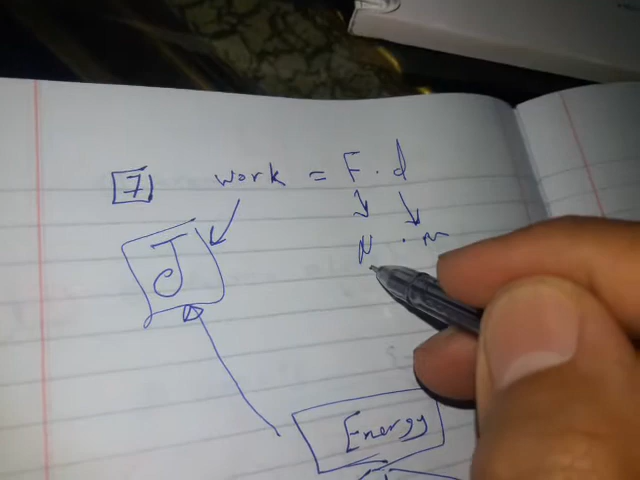 7 work = F . d
N . m
J
Energy